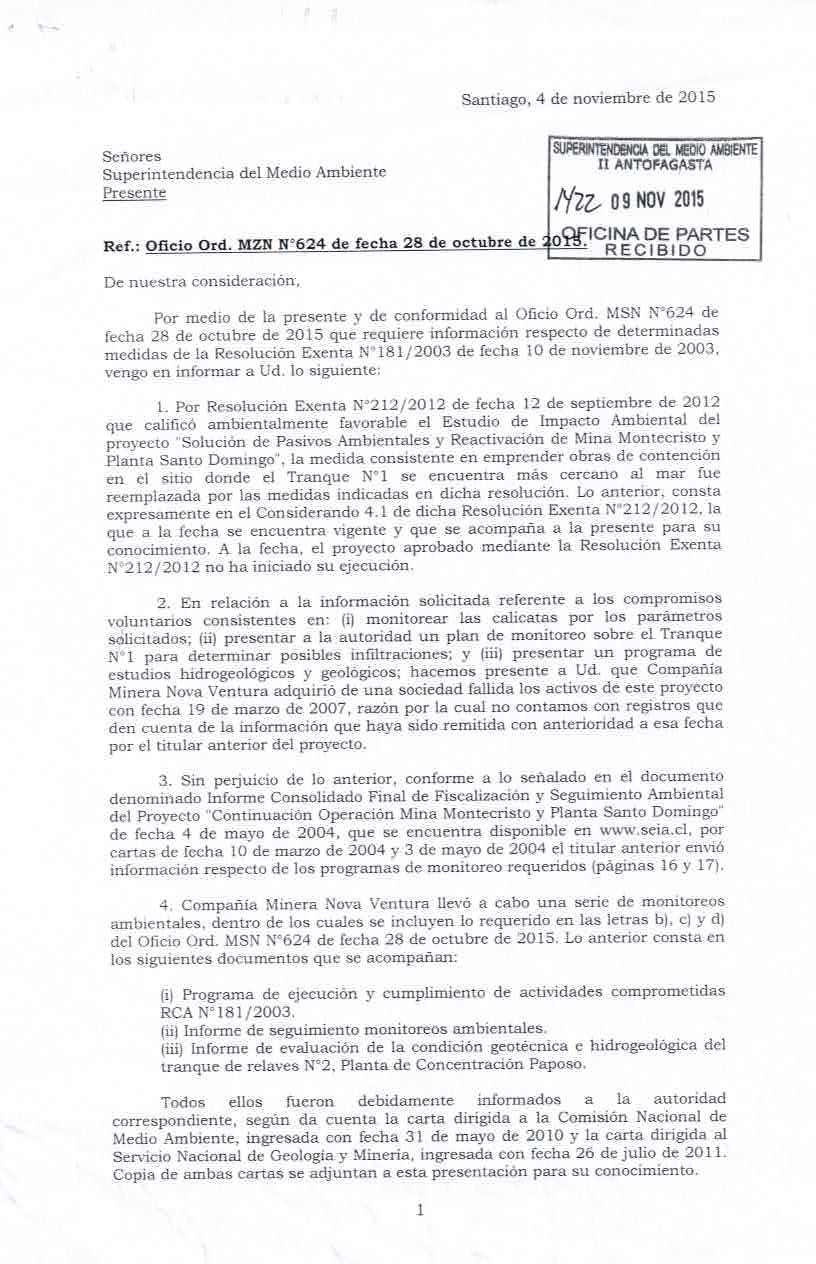 Santiago, 4 de noviembre de 2015
Señores
Superintendencia del Medio Ambiente
Presente
SUPERINTENDENCIA DEL MEDIO AMBIENTE
II ANTOFAGASTA
09 NOV 2015
OFICINA DE PARTES
RECIBIDO
Ref.: Oficio Ord. MZN N°624 de fecha 28 de octubre de 2015.
De nuestra consideración,
Por medio de la presente y de conformidad al Oficio Ord. MSN N°624 de
fecha 28 de octubre de 2015 que requiere información respecto de determinadas
medidas de la Resolución Exenta N°181/2003 de fecha 10 de noviembre de 2003,
vengo en informar a Ud. lo siguiente:
1. Por Resolución Exenta N°212/2012 de fecha 12 de septiembre de 2012
que calificó ambientalmente favorable el Estudio de Impacto Ambiental del
proyecto "Solución de Pasivos Ambientales y Reactivación de Mina Montecristo y
Planta Santo Domingo", la medida consistente en emprender obras de contención
en el sitio donde el Tranque N°1 se encuentra más cercano al mar fue
reemplazada por las medidas indicadas en dicha resolución. Lo anterior, consta
expresamente en el Considerando 4.1 de dicha Resolución Exenta N°212/2012, la
que a la fecha se encuentra vigente y que se acompaña a la presente para su
conocimiento. A la fecha, el proyecto aprobado mediante la Resolución Exenta
N°212/2012 no ha iniciado su ejecución.
2. En relación a la información solicitada referente a los compromisos
voluntarios consistentes en: (i) monitorear las calicatas por los parámetros
solicitados; (ii) presentar a la autoridad un plan de monitoreo sobre el Tranque
N°1 para determinar posibles infiltraciones; y (iii) presentar un programa de
estudios hidrogeológicos y geológicos; hacemos presente a Ud. que Compañía
Minera Nova Ventura adquirió de una sociedad fallida los activos de este proyecto
con fecha 19 de marzo de 2007, razón por la cual no contamos con registros que
den cuenta de la información que haya sido remitida con anterioridad a esa fecha
por el titular anterior del proyecto.
3. Sin perjuicio de lo anterior, conforme a lo señalado en el documento
denominado Informe Consolidado Final de Fiscalización y Seguimiento Ambiental
del Proyecto "Continuación Operación Mina Montecristo y Planta Santo Domingo"
de fecha 4 de mayo de 2004, que se encuentra disponible en www.seia.cl, por
cartas de fecha 10 de marzo de 2004 y 3 de mayo de 2004 el titular anterior envió
información respecto de los programas de monitoreo requeridos (páginas 16 y 17).
4. Compañía Minera Nova Ventura llevó a cabo una serie de monitoreos
ambientales, dentro de los cuales se incluyen lo requerido en las letras b), c) y d)
del Oficio Ord. MSN N°624 de fecha 28 de octubre de 2015. Lo anterior consta en
los siguientes documentos que se acompañan:
(i) Programa de ejecución y cumplimiento de actividades comprometidas
RCA N°181/2003.
(ii) Informe de seguimiento monitoreos ambientales.
(iii) Informe de evaluación de la condición geotécnica e hidrogeológica del
tranque de relaves N°2, Planta de Concentración Paposo.
Todos ellos fueron debidamente informados a la autoridad
correspondiente, según da cuenta la carta dirigida a la Comisión Nacional de
Medio Ambiente, ingresada con fecha 31 de mayo de 2010 y la carta dirigida al
Servicio Nacional de Geología y Minería, ingresada con fecha 26 de julio de 2011.
Copia de ambas cartas se adjuntan a esta presentación para su conocimiento.
1